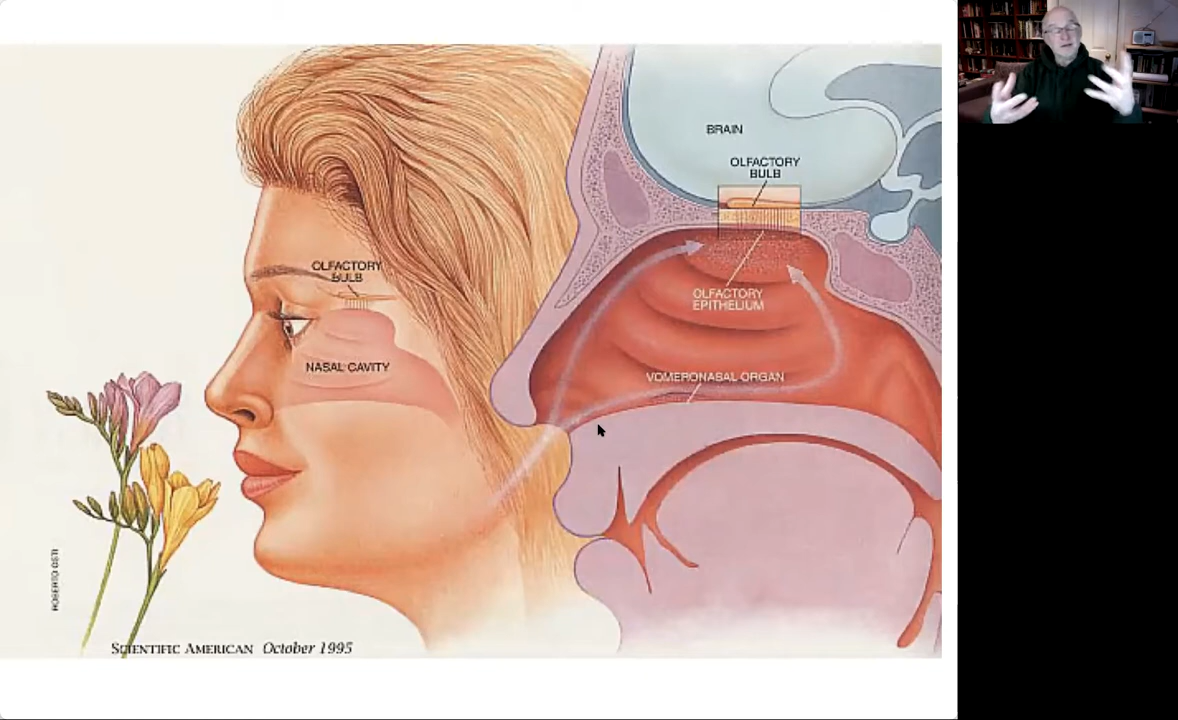 BRAIN
OLFACTORY
BULB
OLFACTORY
BULB
OLFACTORY
EPITHELIUM
NASAL CAVITY
VOMERONASAL ORGAN
ROBERTO OSTI
SCIENTIFIC AMERICAN October 1995